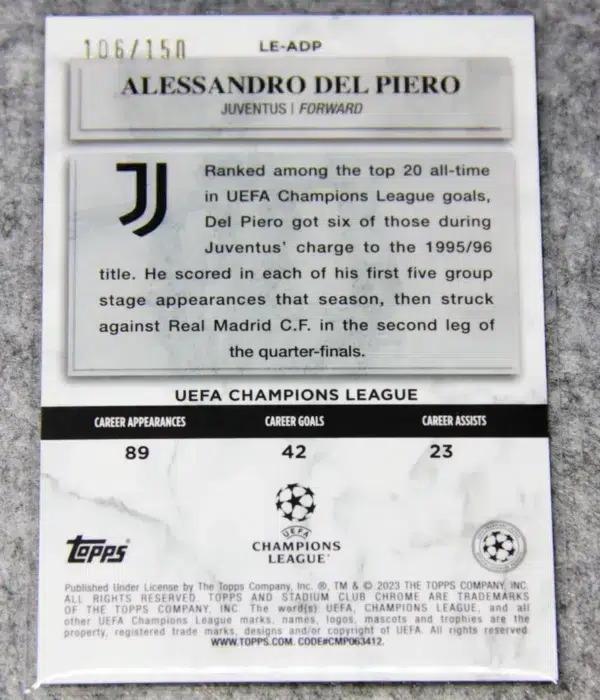 106/150
LE-ADP
ALESSANDRO DEL PIERO
JUVENTUS | FORWARD
Ranked among the top 20 all-time
in UEFA Champions League goals,
Del Piero got six of those during
Juventus' charge to the 1995/96
title. He scored in each of his first five group
stage appearances that season, then struck
against Real Madrid C.F. in the second leg of
the quarter-finals.
UEFA CHAMPIONS LEAGUE
CAREER APPEARANCES CAREER GOALS CAREER ASSISTS
89 42 23
UEFA
CHAMPIONS
LEAGUE
topps
Published Under License by The Topps Company, Inc. ®, TM & © 2023 THE TOPPS COMPANY, INC.
ALL RIGHTS RESERVED. TOPPS AND STADIUM CLUB CHROME ARE TRADEMARKS
OF THE TOPPS COMPANY, INC. The word(s) UEFA, CHAMPIONS LEAGUE, and all
other UEFA Champions League marks, names, logos, mascots and trophies are the
property, registered trade marks, designs and/or copyright of UEFA. All rights reserved.
WWW.TOPPS.COM. CODE#CMP063412.